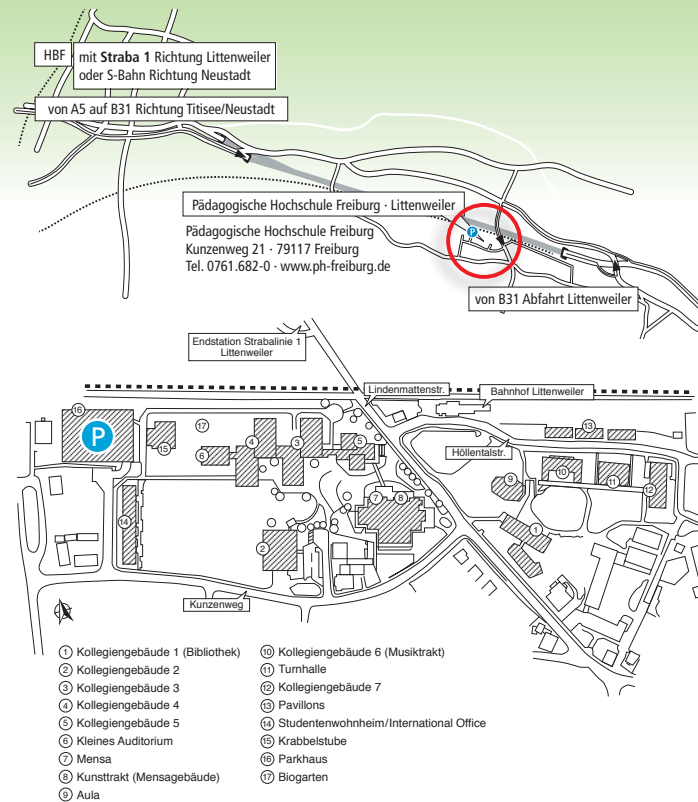 HBF
mit Straba 1 Richtung Littenweiler
oder S-Bahn Richtung Neustadt
von A5 auf B31 Richtung Titisee/Neustadt
Pädagogische Hochschule Freiburg · Littenweiler
P
Pädagogische Hochschule Freiburg
Kunzenweg 21 · 79117 Freiburg
Tel. 0761.682-0 · www.ph-freiburg.de
von B31 Abfahrt Littenweiler
Endstation Strabalinie 1
Littenweiler
Lindenmattenstr.
Bahnhof Littenweiler
16
P
17
15
6
4
3
5
13
Höllentalstr.
9
10
11
12
14
7
8
1
2
Kunzenweg
1 Kollegiengebäude 1 (Bibliothek)
2 Kollegiengebäude 2
3 Kollegiengebäude 3
4 Kollegiengebäude 4
5 Kollegiengebäude 5
6 Kleines Auditorium
7 Mensa
8 Kunsttrakt (Mensagebäude)
9 Aula
10 Kollegiengebäude 6 (Musiktrakt)
11 Turnhalle
12 Kollegiengebäude 7
13 Pavillons
14 Studentenwohnheim/International Office
15 Krabbelstube
16 Parkhaus
17 Biogarten